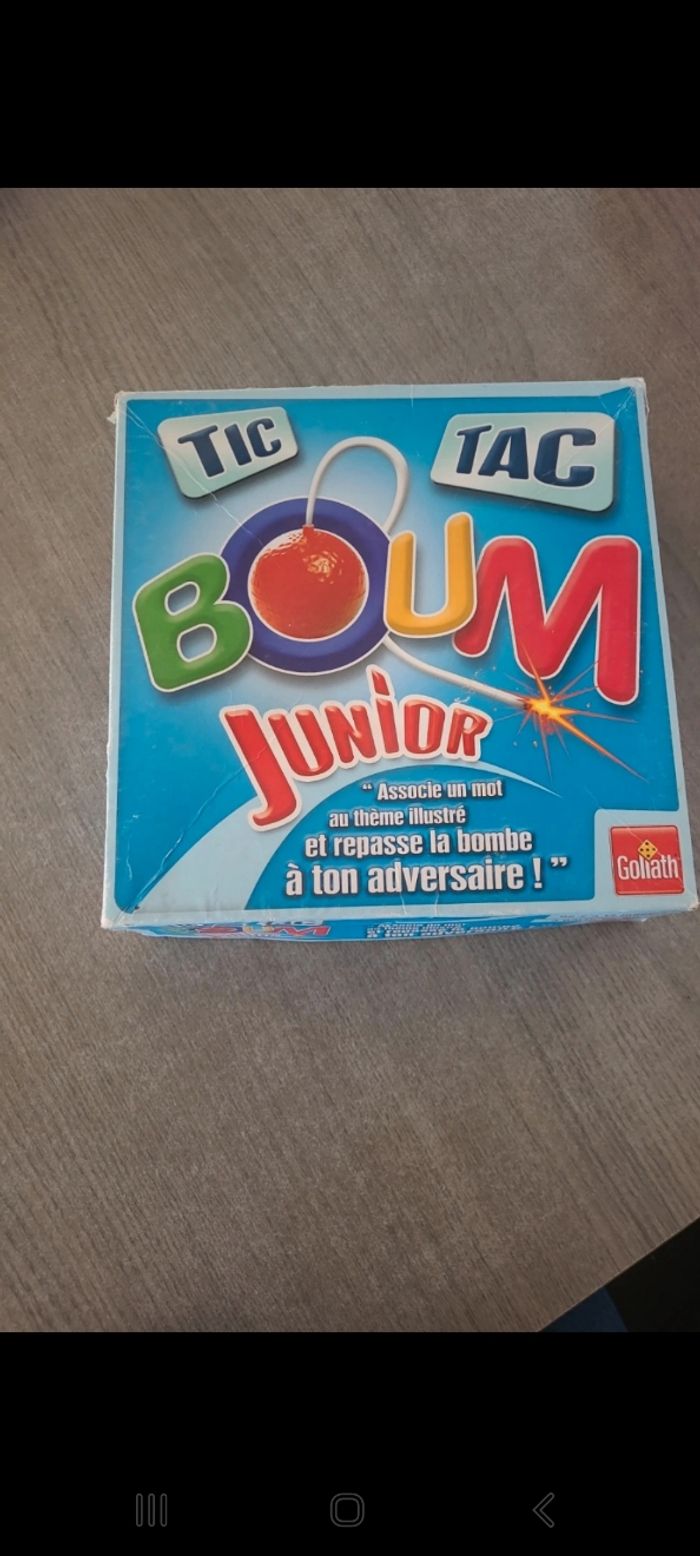 TIC TAC
BOUM
JUNIOR
“ Associe un mot
au thème illustré
et repasse la bombe
à ton adversaire ! ”
Goliath